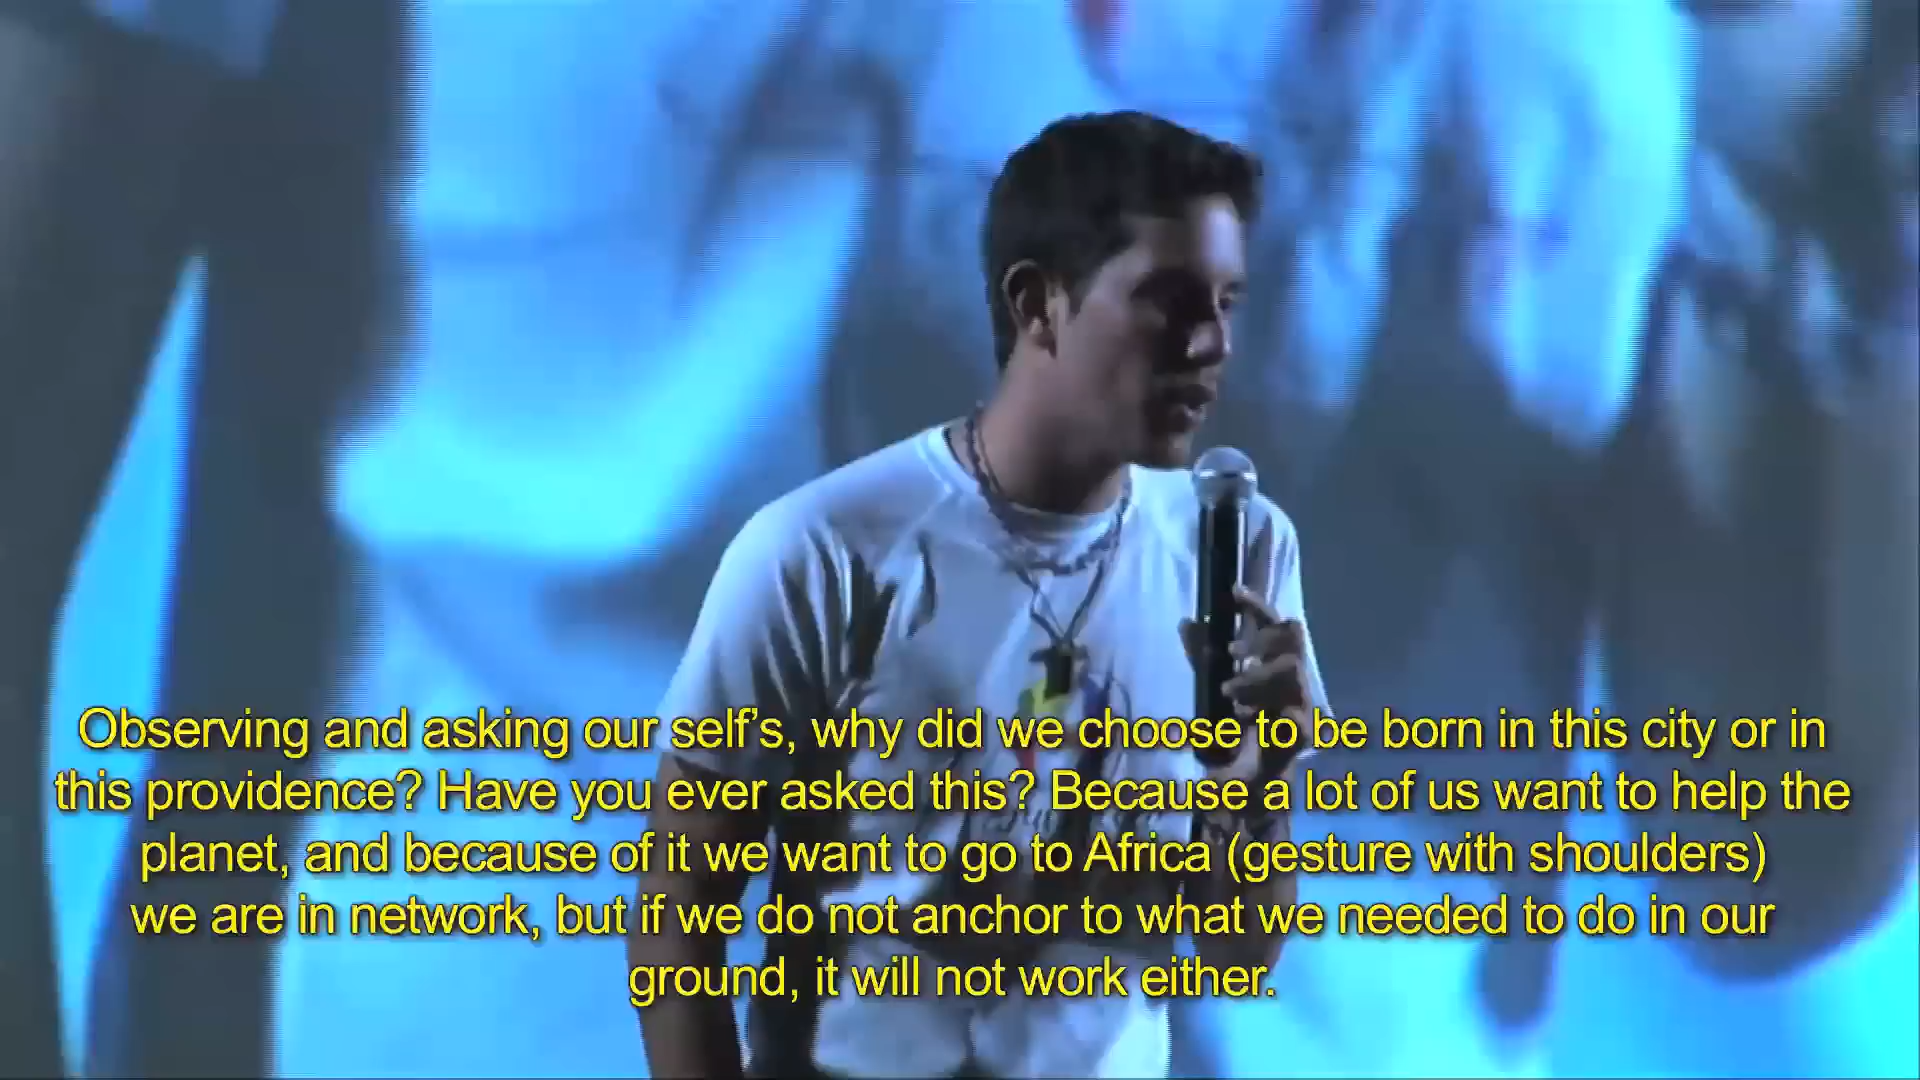 Observing and asking our self's, why did we choose to be born in this city or in
this providence? Have you ever asked this? Because a lot of us want to help the
planet, and because of it we want to go to Africa (gesture with shoulders)
we are in network, but if we do not anchor to what we needed to do in our
ground, it will not work either.